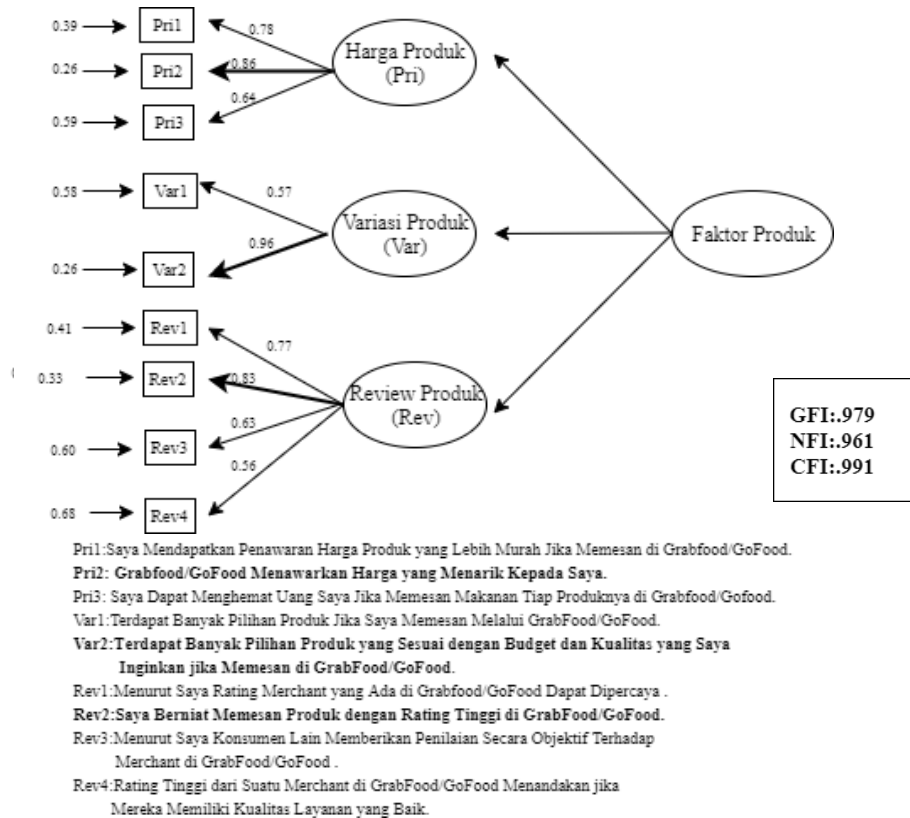 0.39
Pri1
0.78
Harga Produk
(Pri)
0.26
Pri2
0.86
0.64
0.59
Pri3
0.58
Var1
0.57
Variasi Produk
(Var)
Faktor Produk
0.96
0.26
Var2
0.41
Rev1
0.77
0.33
Rev2
0.83
Review Produk
(Rev)
0.63
0.60
Rev3
0.56
0.68
Rev4
GFI:.979
NFI:.961
CFI:.991
Pri1:Saya Mendapatkan Penawaran Harga Produk yang Lebih Murah Jika Memesan di Grabfood/GoFood.
Pri2: Grabfood/GoFood Menawarkan Harga yang Menarik Kepada Saya.
Pri3: Saya Dapat Menghemat Uang Saya Jika Memesan Makanan Tiap Produknya di Grabfood/Gofood.
Var1:Terdapat Banyak Pilihan Produk Jika Saya Memesan Melalui GrabFood/GoFood.
Var2:Terdapat Banyak Pilihan Produk yang Sesuai dengan Budget dan Kualitas yang Saya
Inginkan jika Memesan di GrabFood/GoFood.
Rev1:Menurut Saya Rating Merchant yang Ada di Grabfood/GoFood Dapat Dipercaya .
Rev2:Saya Berniat Memesan Produk dengan Rating Tinggi di GrabFood/GoFood.
Rev3:Menurut Saya Konsumen Lain Memberikan Penilaian Secara Objektif Terhadap
Merchant di GrabFood/GoFood .
Rev4:Rating Tinggi dari Suatu Merchant di GrabFood/GoFood Menandakan jika
Mereka Memiliki Kualitas Layanan yang Baik.